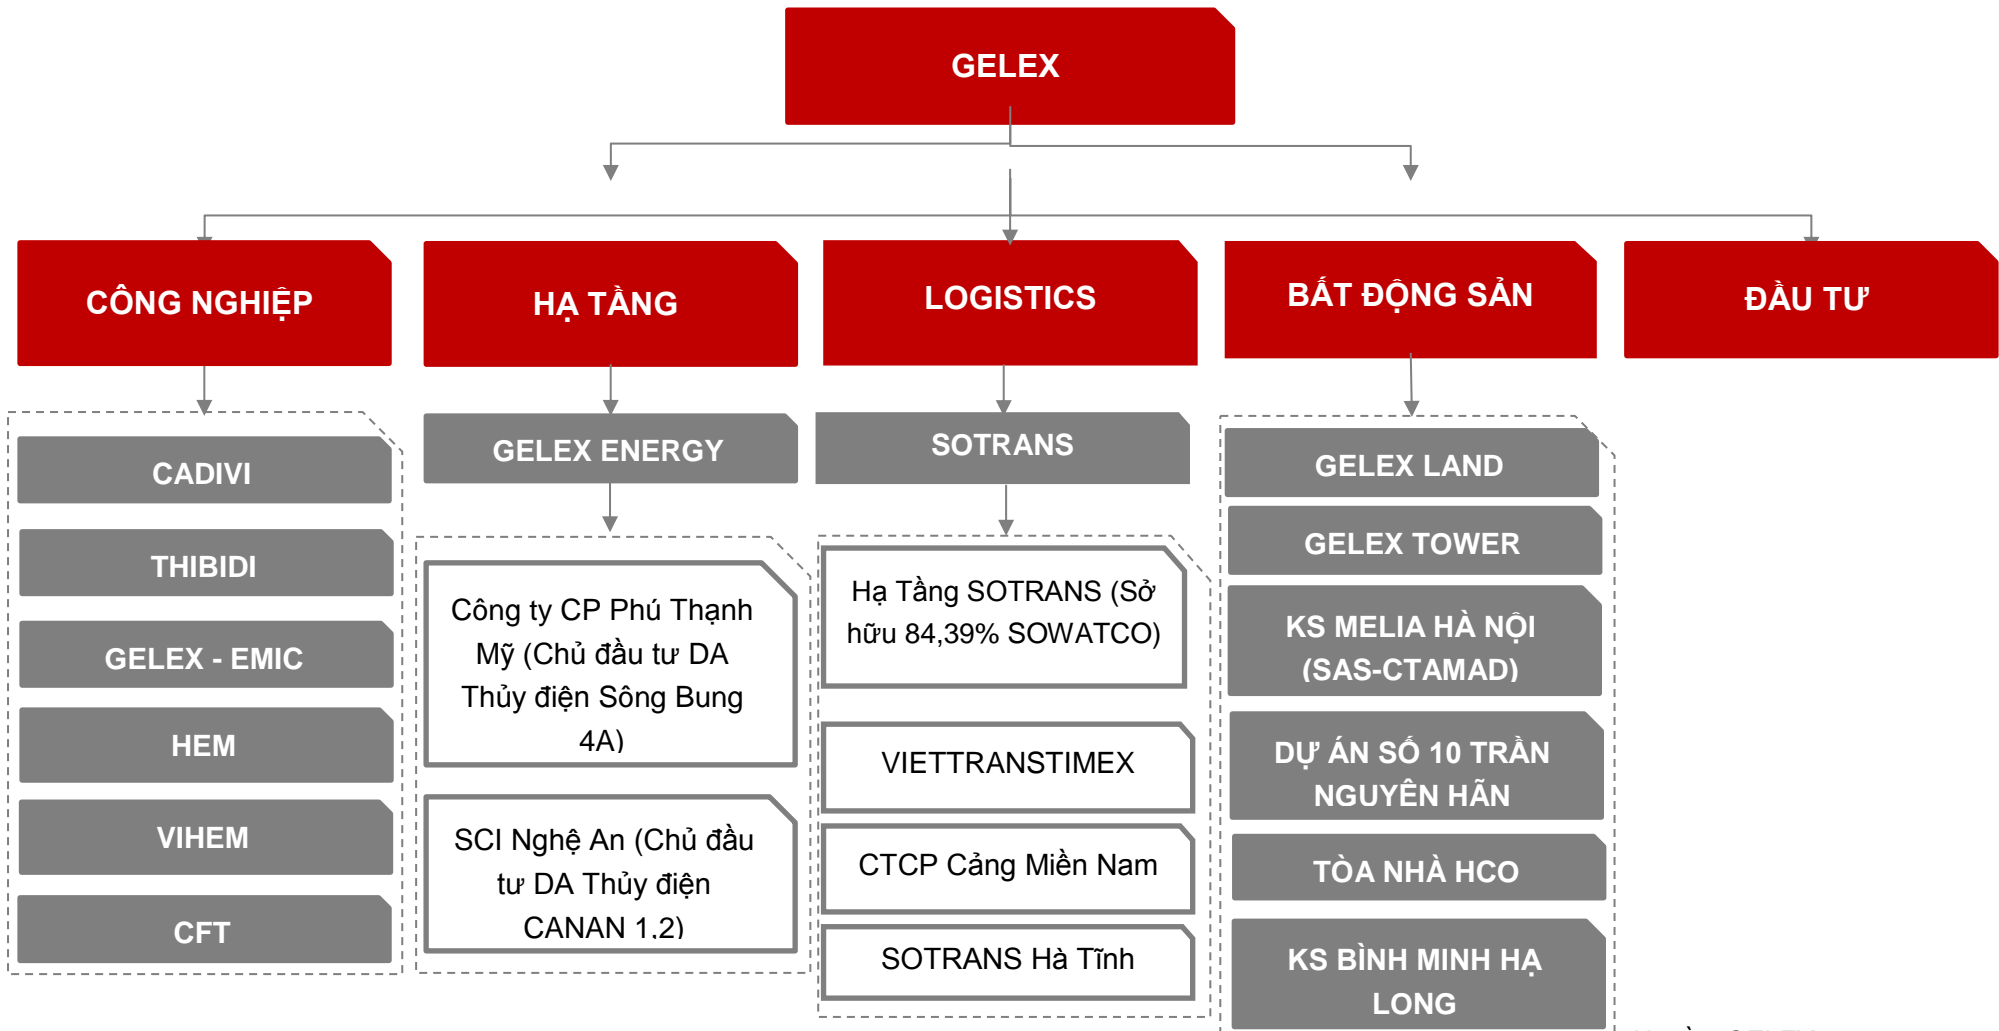 GELEX
CÔNG NGHIỆP
HẠ TẦNG
LOGISTICS
BẤT ĐỘNG SẢN
ĐẦU TƯ
CADIVI
THIBIDI
GELEX - EMIC
HEM
VIHEM
CFT
GELEX ENERGY
Công ty CP Phú Thạnh
Mỹ (Chủ đầu tư DA
Thủy điện Sông Bung
4A)
SCI Nghệ An (Chủ đầu
tư DA Thủy điện
CANAN 1,2)
SOTRANS
Hạ Tầng SOTRANS (Sở
hữu 84,39% SOWATCO)
VIETTRANSTIMEX
CTCP Cảng Miền Nam
SOTRANS Hà Tĩnh
GELEX LAND
GELEX TOWER
KS MELIA HÀ NỘI
(SAS-CTAMAD)
DỰ ÁN SỐ 10 TRẦN
NGUYÊN HÃN
TÒA NHÀ HCO
KS BÌNH MINH HẠ
LONG